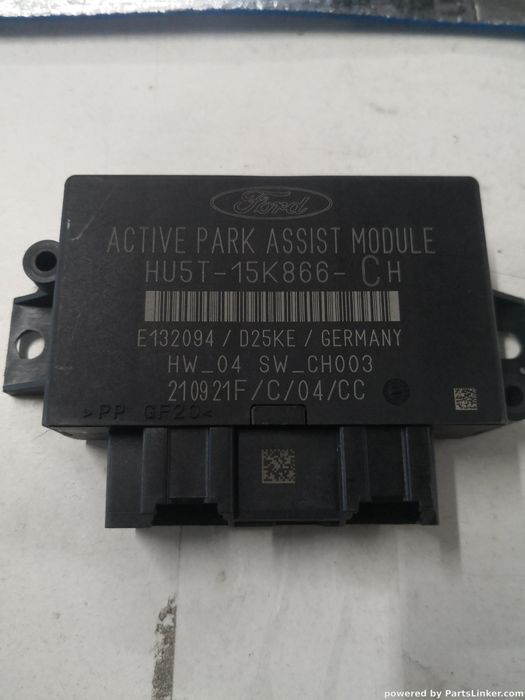 Ford
ACTIVE PARK ASSIST MODULE
HU5T-15K866-CH
E132094/D25KE/GERMANY
HW_04 SW_CH003
210921F/C/04/CC
>PP GF20<
powered by PartsLinker.com